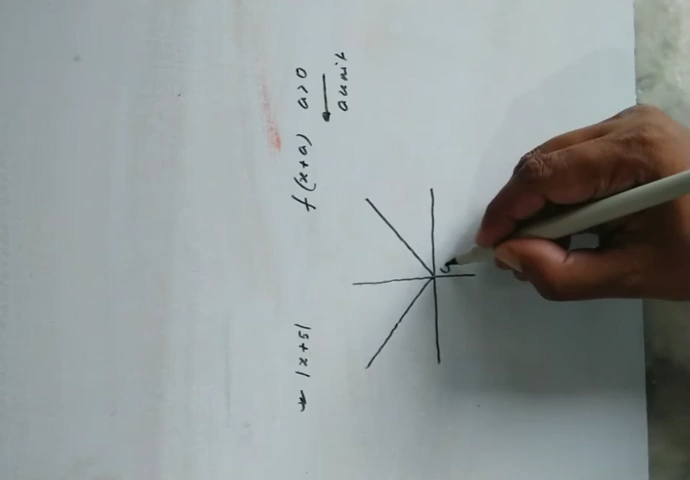 → |x+5| f(x+a) a>0
←
a unit